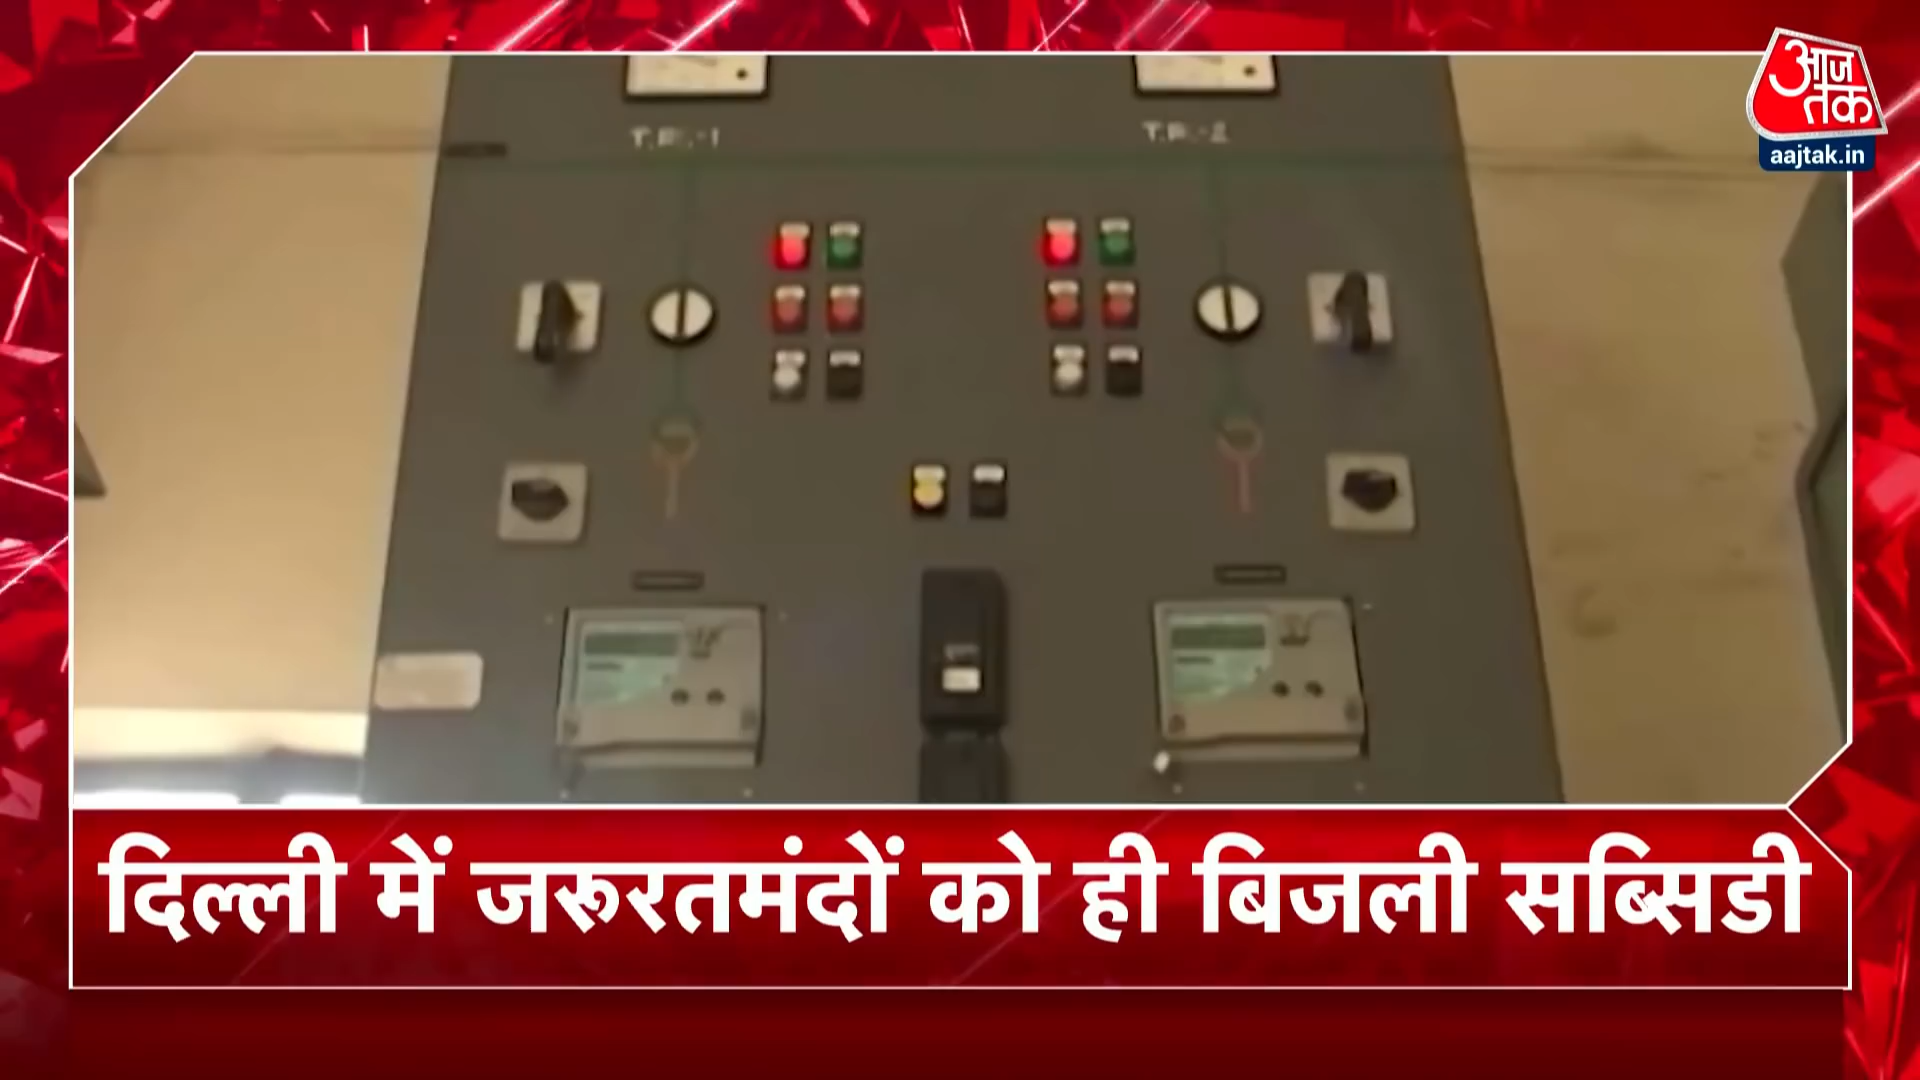 आज
तक
aajtak.in
दिल्ली में जरूरतमंदों को ही बिजली सब्सिडी